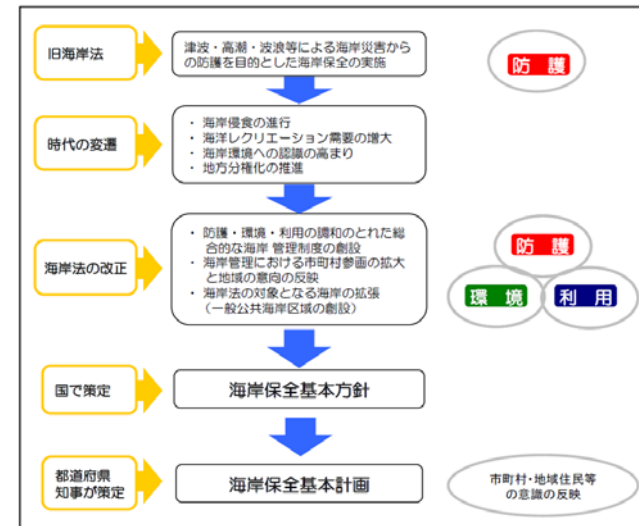 旧海岸法
津波・高潮・波浪等による海岸災害から
の防護を目的とした海岸保全の実施
防 護
時代の変遷
・ 海岸侵食の進行
・ 海洋レクリエーション需要の増大
・ 海岸環境への認識の高まり
・ 地方分権化の推進
海岸法の改正
・ 防護・環境・利用の調和のとれた総
合的な海岸 管理制度の創設
・ 海岸管理における市町村参画の拡大
と地域の意向の反映
・ 海岸法の対象となる海岸の拡張
（一般公共海岸区域の創設）
防 護
環 境
利 用
国で策定
海岸保全基本方針
都道府県
知事が策定
海岸保全基本計画
市町村・地域住民等
の意識の反映